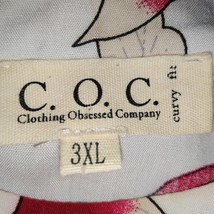 C. O. C.
Clothing Obsessed Company
curvy fit
3XL